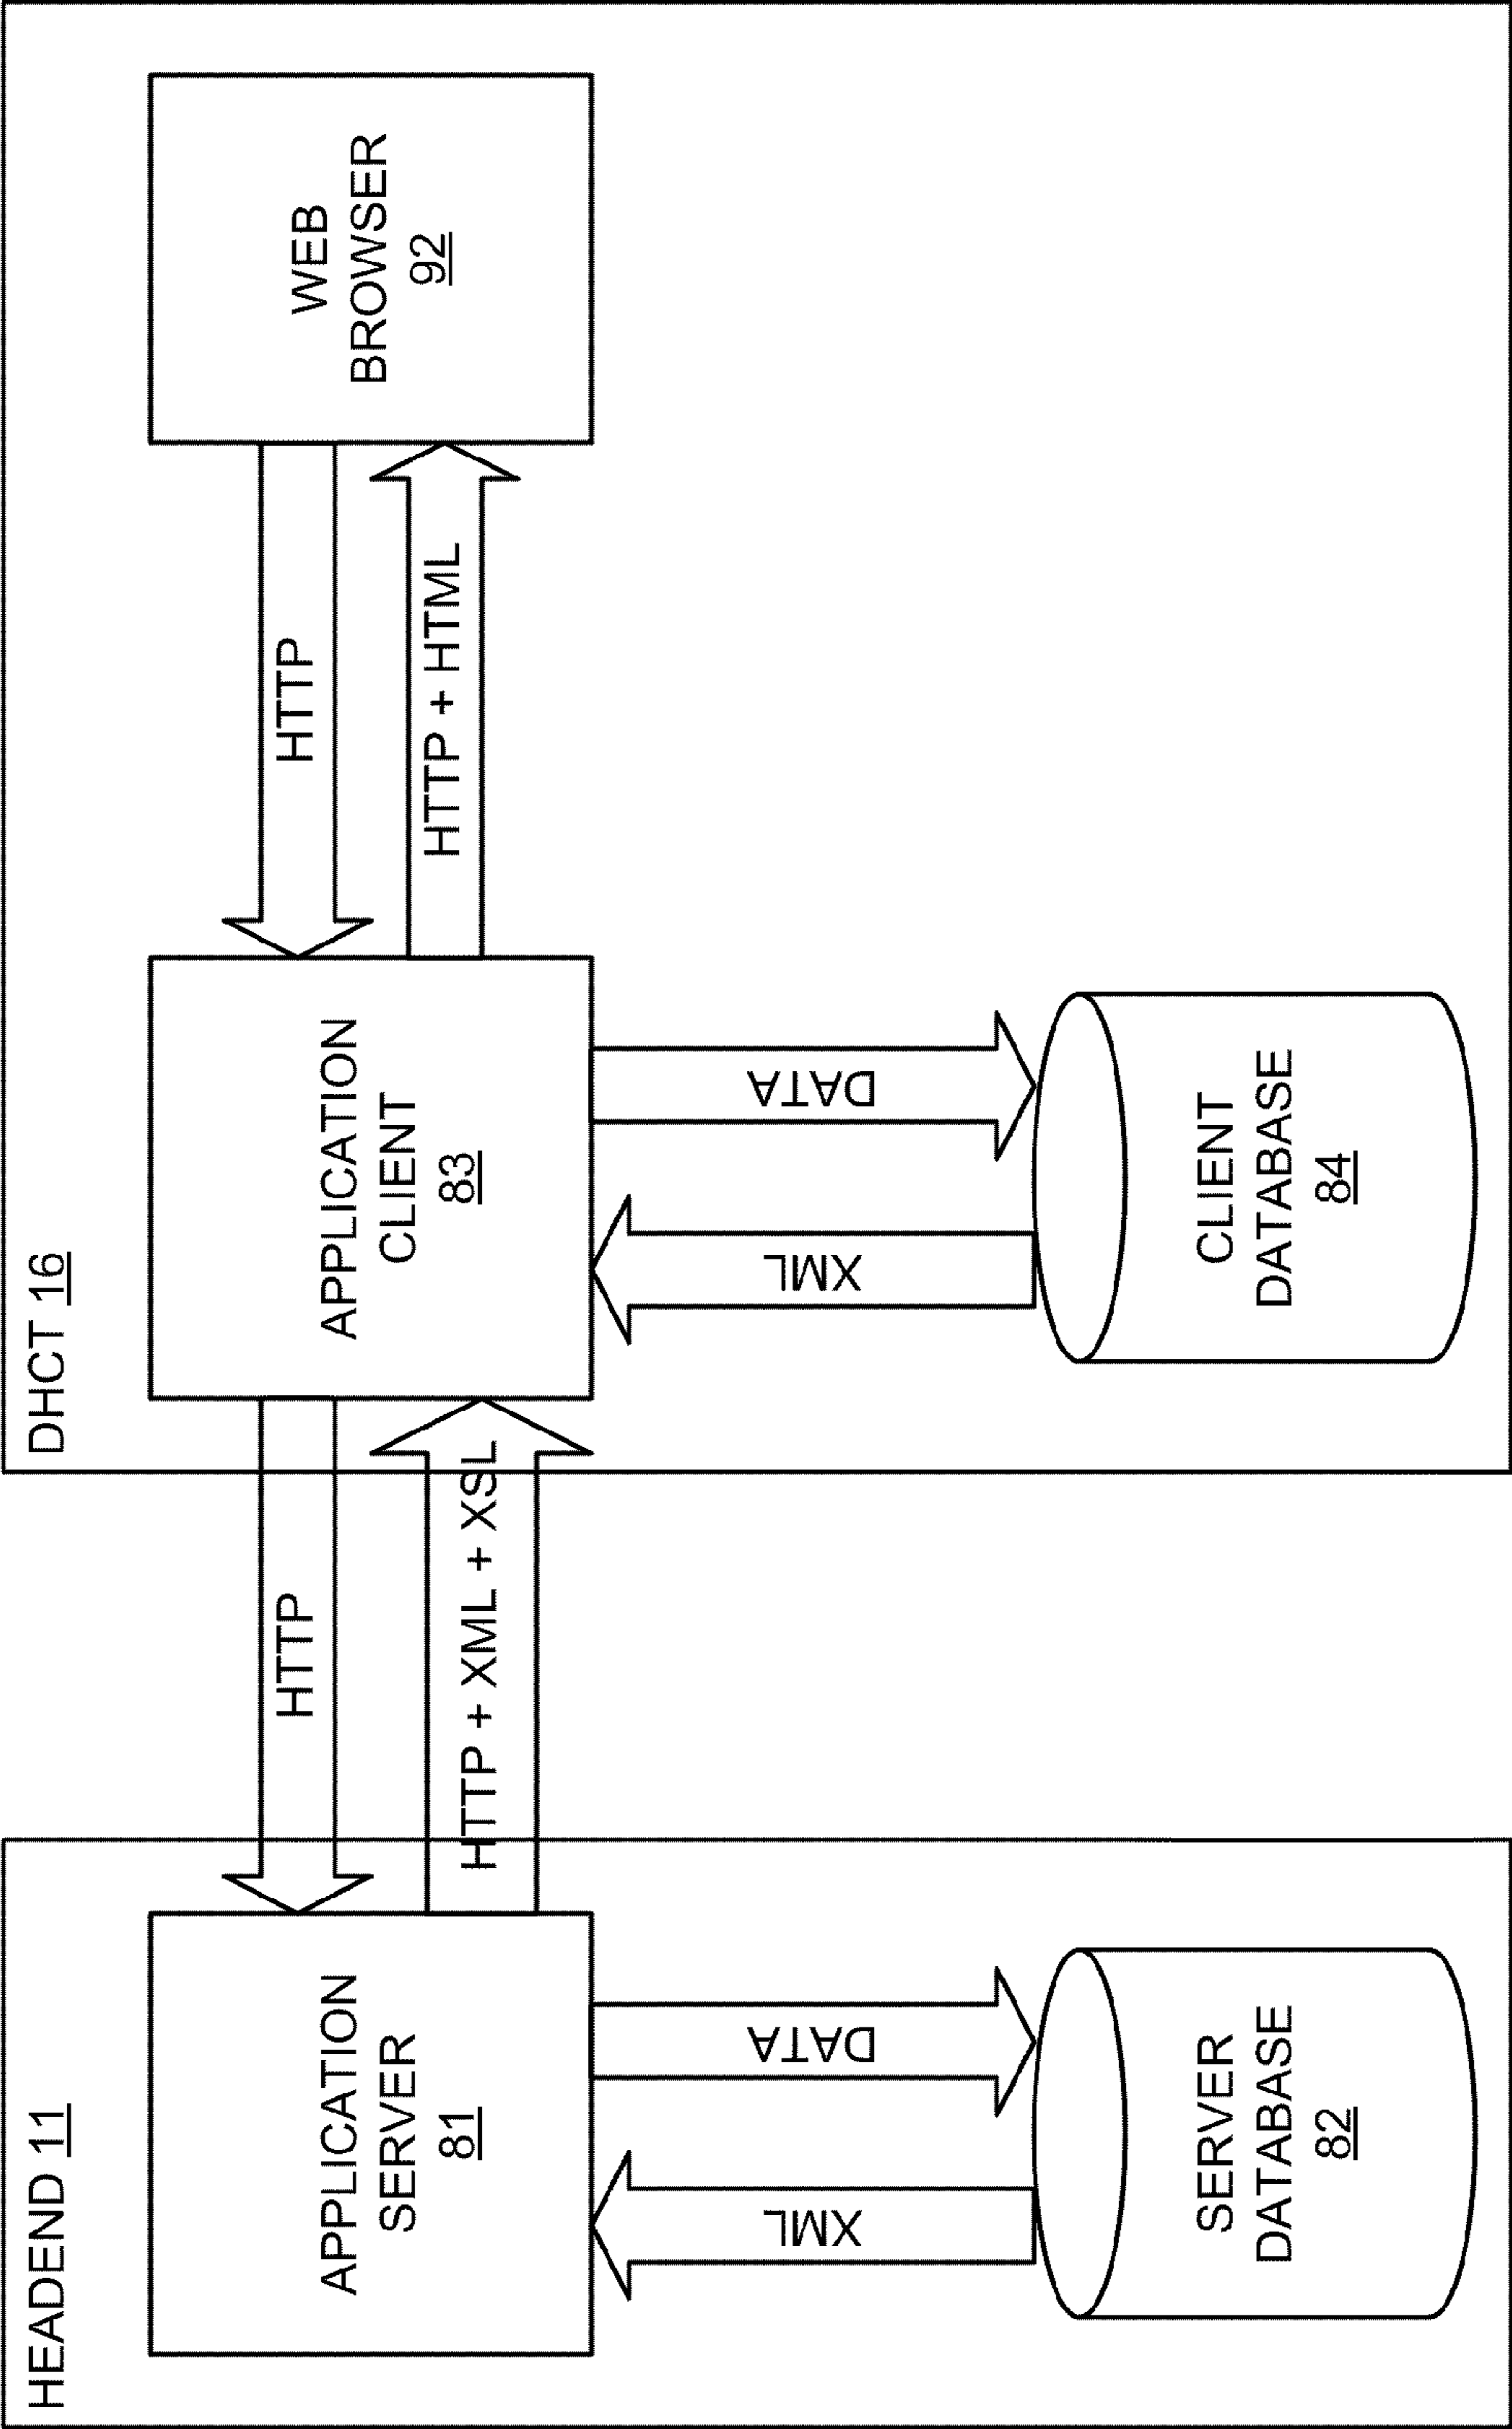 HEADEND 11
DHCT 16
APPLICATION
SERVER
81
HTTP
HTTP + XML + XSL
APPLICATION
CLIENT
83
HTTP
HTTP + HTML
WEB
BROWSER
92
XML
DATA
XML
DATA
SERVER
DATABASE
82
CLIENT
DATABASE
84